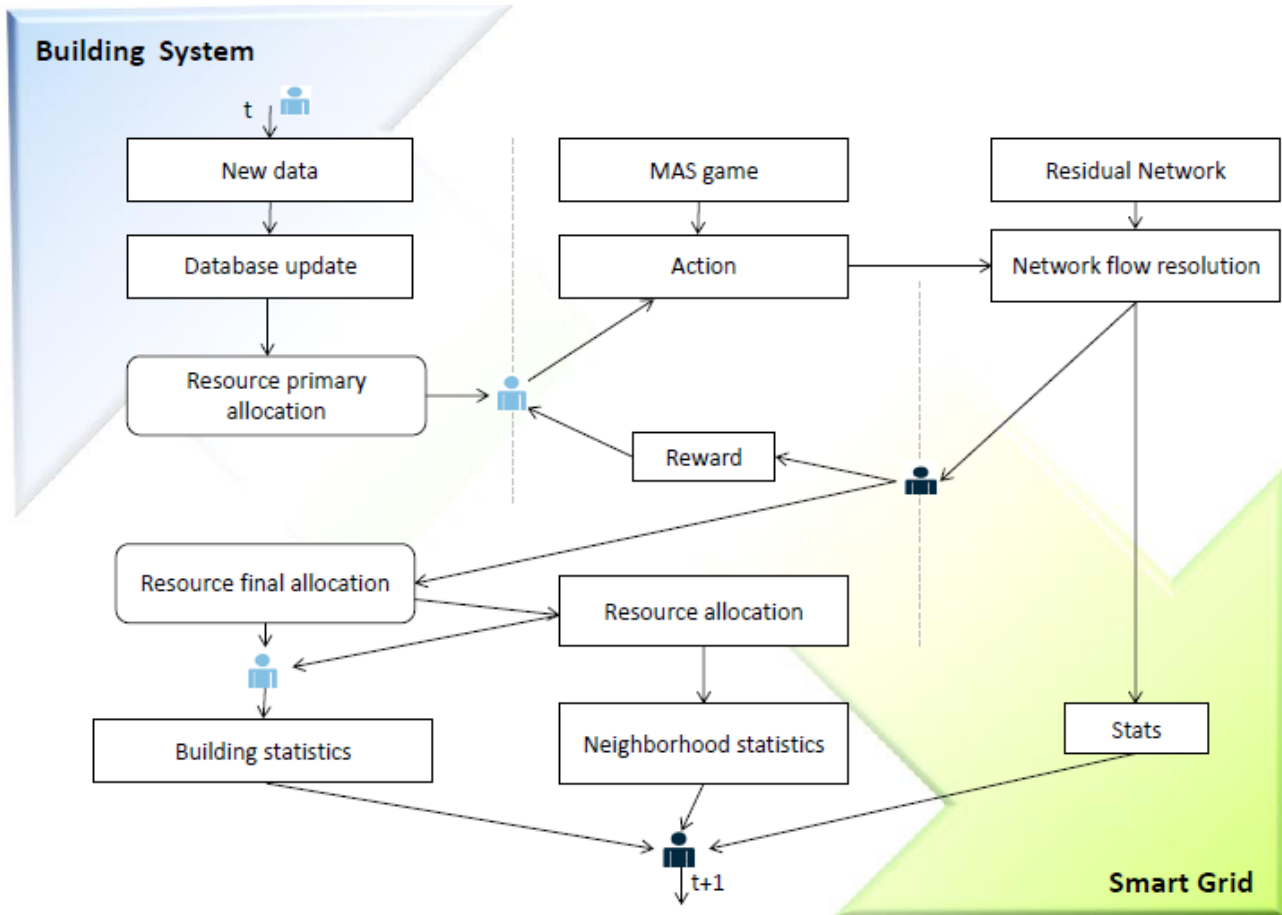 Building System
t
New data
MAS game
Residual Network
Database update
Action
Network flow resolution
Resource primary
allocation
Reward
Resource final allocation
Resource allocation
Building statistics
Neighborhood statistics
Stats
t+1
Smart Grid